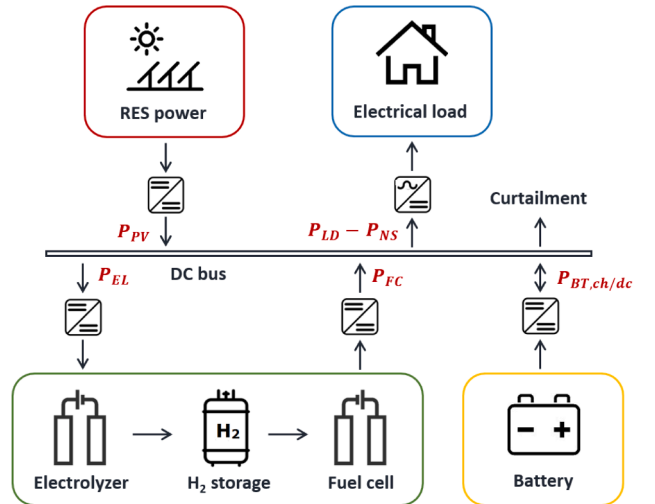 RES power
Electrical load
Curtailment
P_PV
P_LD − P_NS
DC bus
P_EL
P_FC
P_BT,ch/dc
H₂
Electrolyzer
H₂ storage
Fuel cell
Battery